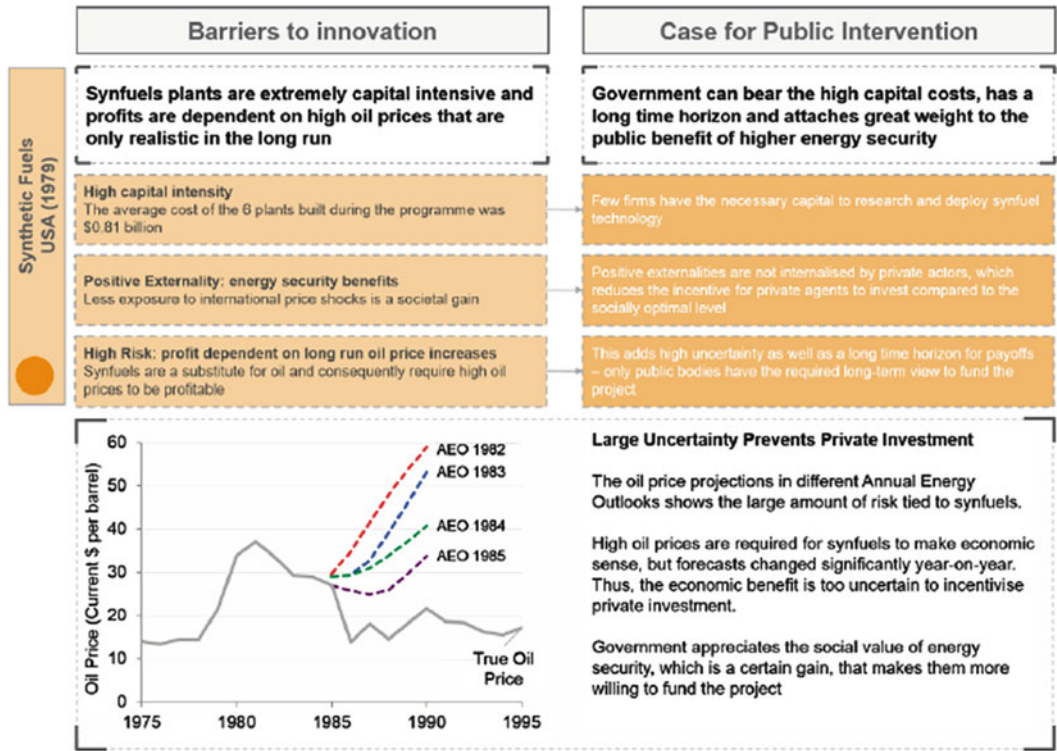 Barriers to innovation
Case for Public Intervention
Synthetic Fuels
USA (1979)
Synfuels plants are extremely capital intensive and
profits are dependent on high oil prices that are
only realistic in the long run
Government can bear the high capital costs, has a
long time horizon and attaches great weight to the
public benefit of higher energy security
High capital intensity
The average cost of the 6 plants built during the programme was
$0.81 billion
Few firms have the necessary capital to research and deploy synfuel
technology
Positive Externality: energy security benefits
Less exposure to international price shocks is a societal gain
Positive externalities are not internalised by private actors, which
reduces the incentive for private agents to invest compared to the
socially optimal level
High Risk: profit dependent on long run oil price increases
Synfuels are a substitute for oil and consequently require high oil
prices to be profitable
This adds high uncertainty as well as a long time horizon for payoffs
– only public bodies have the required long-term view to fund the
project
Oil Price (Current $ per barrel)
60
50
40
30
20
10
0
1975
1980
1985
1990
1995
AEO 1982
AEO 1983
AEO 1984
AEO 1985
True Oil
Price
Large Uncertainty Prevents Private Investment
The oil price projections in different Annual Energy
Outlooks shows the large amount of risk tied to synfuels.
High oil prices are required for synfuels to make economic
sense, but forecasts changed significantly year-on-year.
Thus, the economic benefit is too uncertain to incentivise
private investment.
Government appreciates the social value of energy
security, which is a certain gain, that makes them more
willing to fund the project